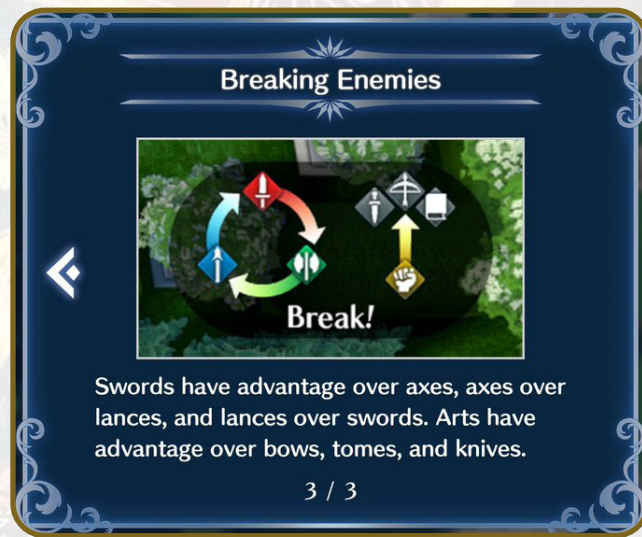 Breaking Enemies
Break!
Swords have advantage over axes, axes over
lances, and lances over swords. Arts have
advantage over bows, tomes, and knives.
3 / 3